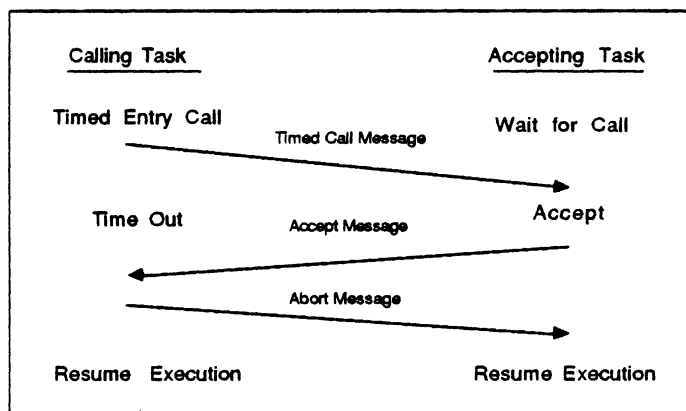 Calling Task
Accepting Task
Timed Entry Call
Wait for Call
Timed Call Message
Time Out
Accept
Accept Message
Abort Message
Resume Execution
Resume Execution